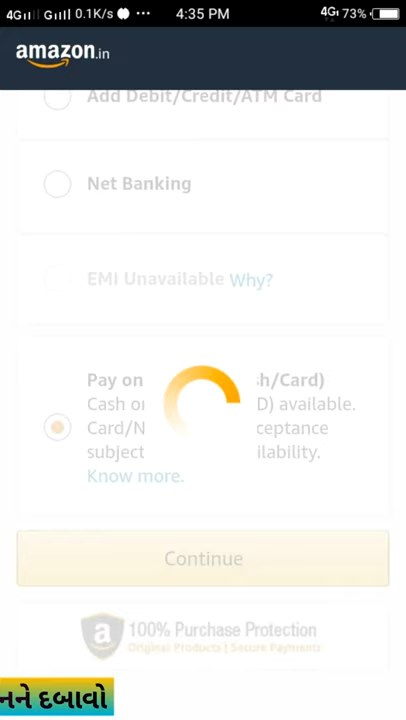 4G G 0.1K/s ... 4:35 PM 4G 73%
amazon.in
Add Debit/Credit/ATM Card
Net Banking
EMI Unavailable Why?
Pay on h/Card)
Cash or D) available.
Card/N ceptance
subject ilability.
Know more.
Continue
a 100% Purchase Protection
Original Products | Secure Payments
નને દબાવો